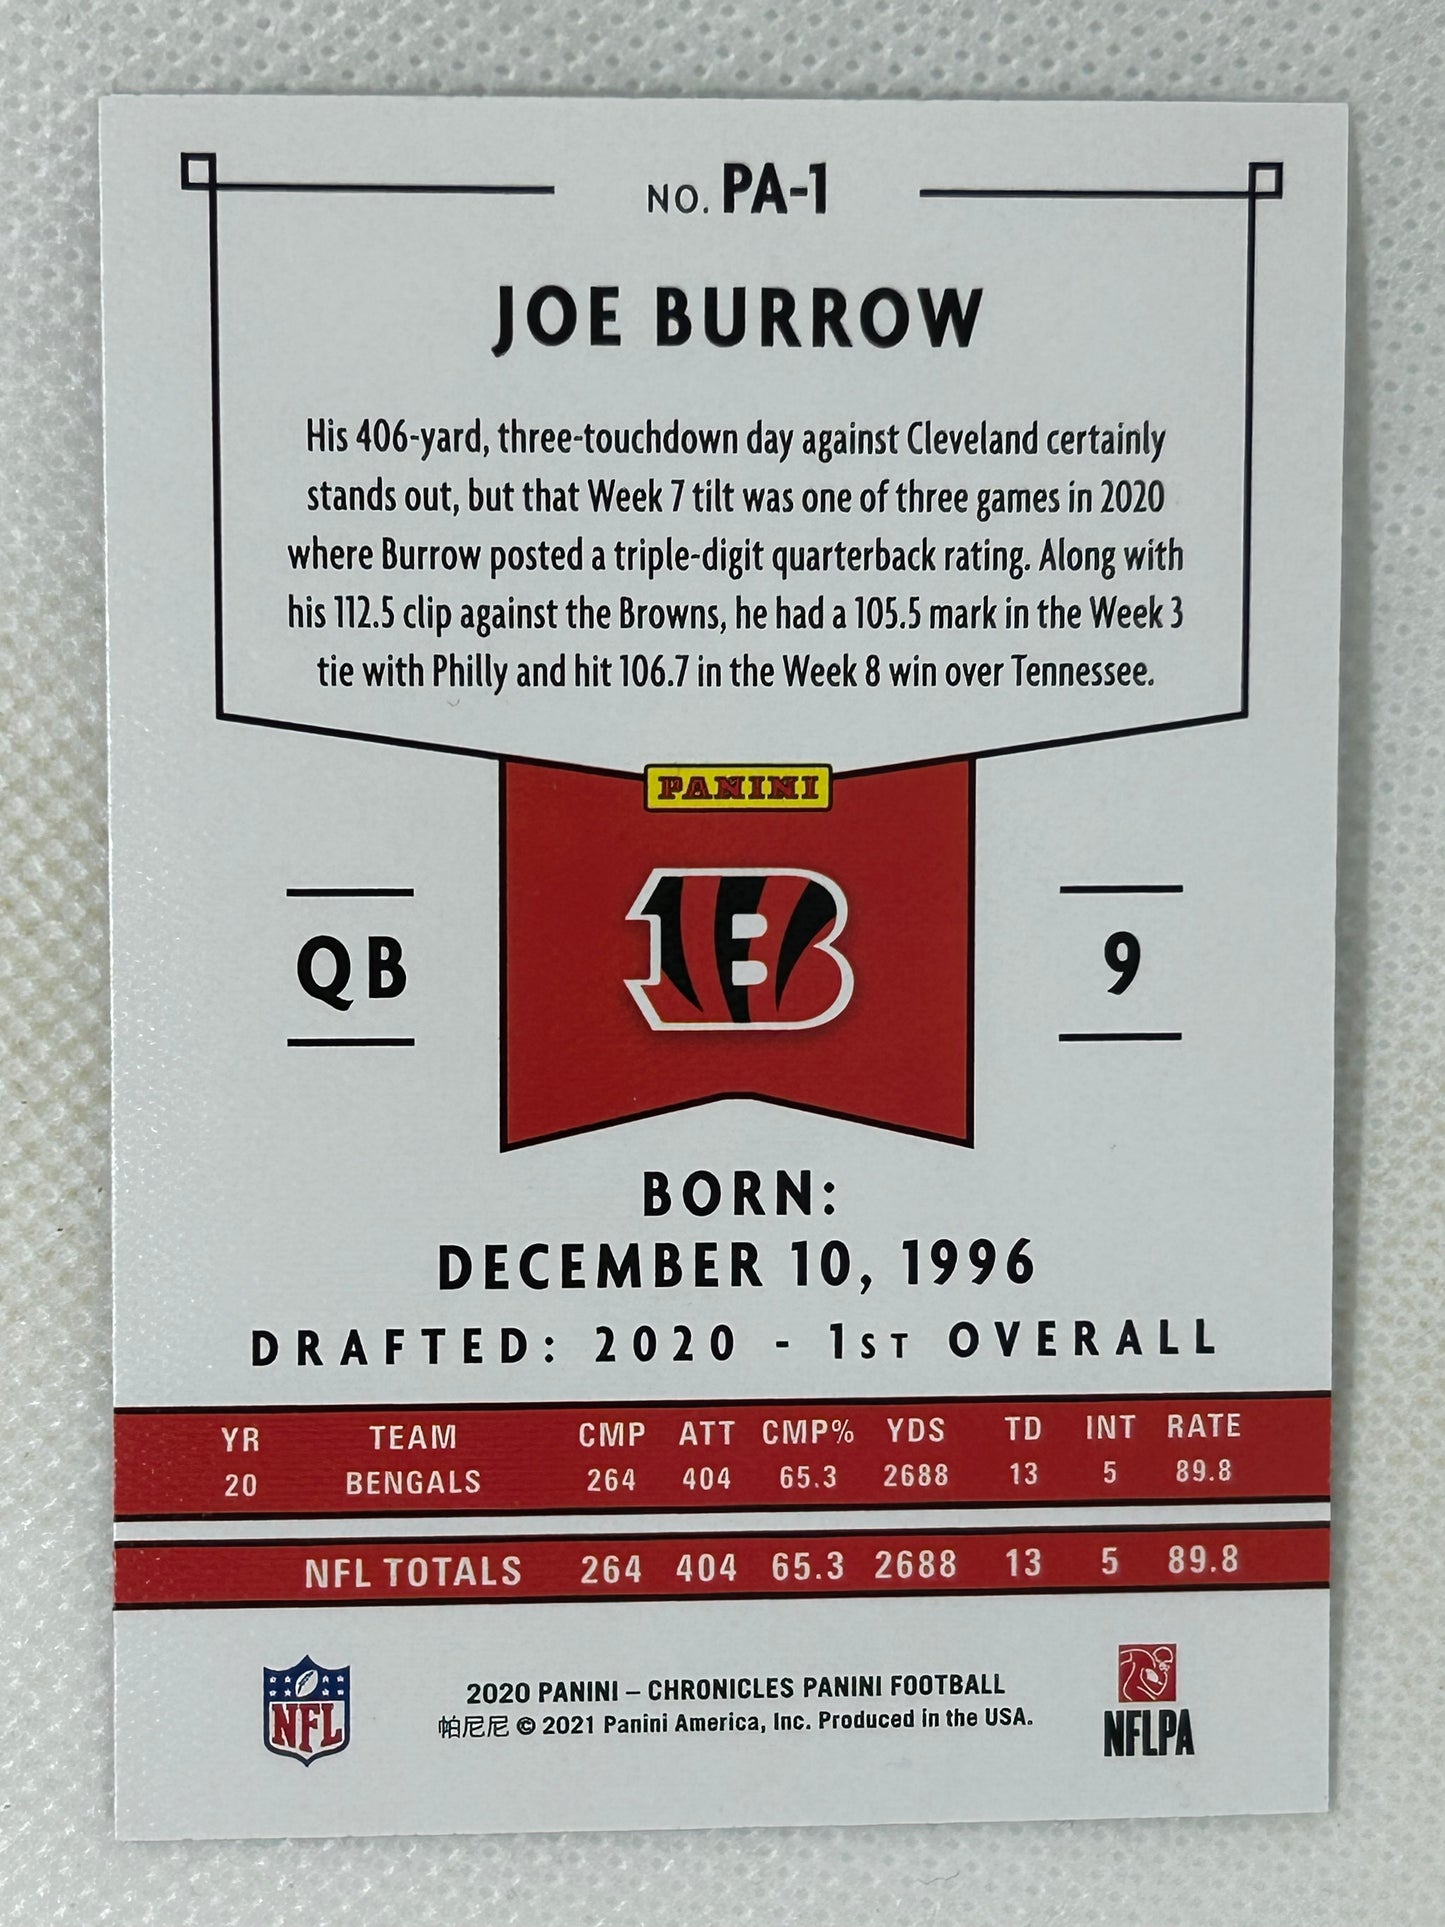 NO. PA-1
JOE BURROW
His 406-yard, three-touchdown day against Cleveland certainly
stands out, but that Week 7 tilt was one of three games in 2020
where Burrow posted a triple-digit quarterback rating. Along with
his 112.5 clip against the Browns, he had a 105.5 mark in the Week 3
tie with Philly and hit 106.7 in the Week 8 win over Tennessee.
PANINI
QB B 9
BORN:
DECEMBER 10, 1996
DRAFTED: 2020 - 1ST OVERALL
YR TEAM CMP ATT CMP% YDS TD INT RATE
20 BENGALS 264 404 65.3 2688 13 5 89.8
NFL TOTALS 264 404 65.3 2688 13 5 89.8
NFL
2020 PANINI – CHRONICLES PANINI FOOTBALL
帕尼尼 © 2021 Panini America, Inc. Produced in the USA.
NFLPA